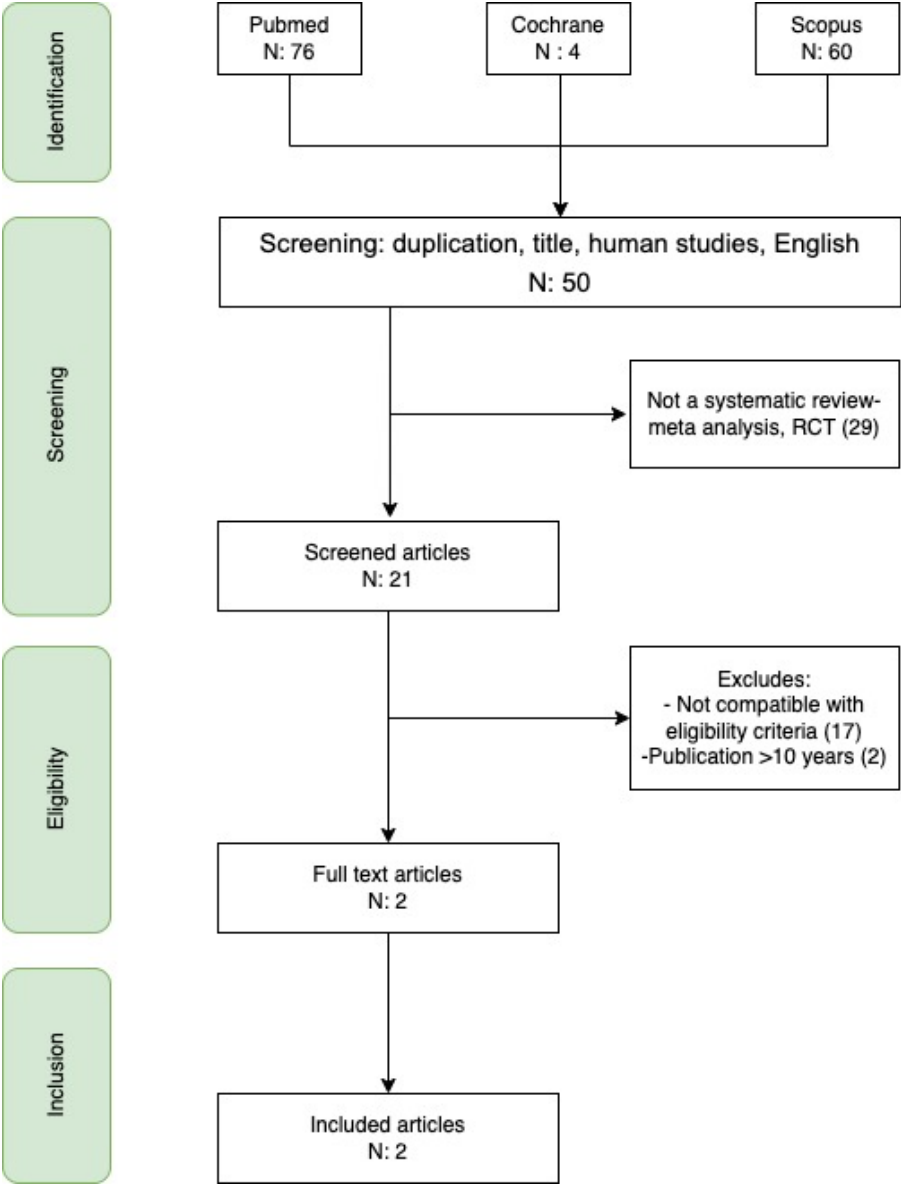 Identification
Pubmed
N: 76
Cochrane
N : 4
Scopus
N: 60
Screening
Screening: duplication, title, human studies, English
N: 50
Not a systematic review-
meta analysis, RCT (29)
Screened articles
N: 21
Eligibility
Excludes:
- Not compatible with
eligibility criteria (17)
-Publication >10 years (2)
Full text articles
N: 2
Inclusion
Included articles
N: 2